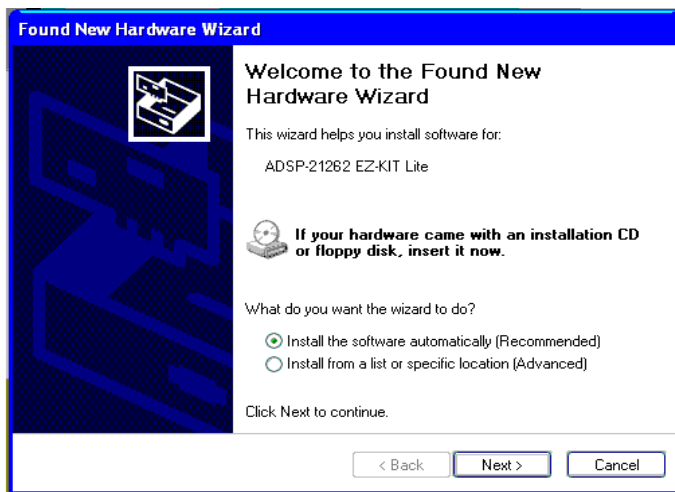 Found New Hardware Wizard
Welcome to the Found New
Hardware Wizard
This wizard helps you install software for:
ADSP-21262 EZ-KIT Lite
If your hardware came with an installation CD
or floppy disk, insert it now.
What do you want the wizard to do?
Install the software automatically (Recommended)
Install from a list or specific location (Advanced)
Click Next to continue.
< Back Next > Cancel